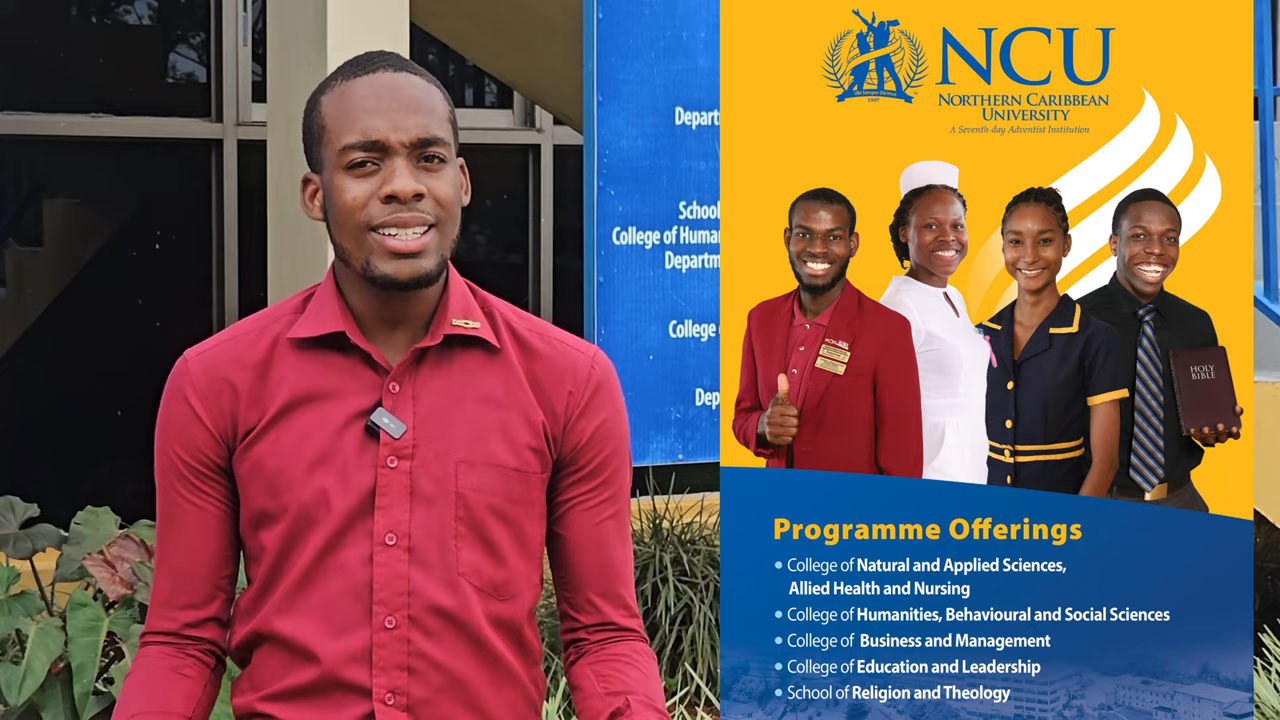 Depart
School
College of Huma
Departm
College
Dep
NCU
NORTHERN CARIBBEAN
UNIVERSITY
A Seventh-day Adventist Institution
1907
HOLY
BIBLE
Programme Offerings
• College of Natural and Applied Sciences,
Allied Health and Nursing
• College of Humanities, Behavioural and Social Sciences
• College of Business and Management
• College of Education and Leadership
• School of Religion and Theology